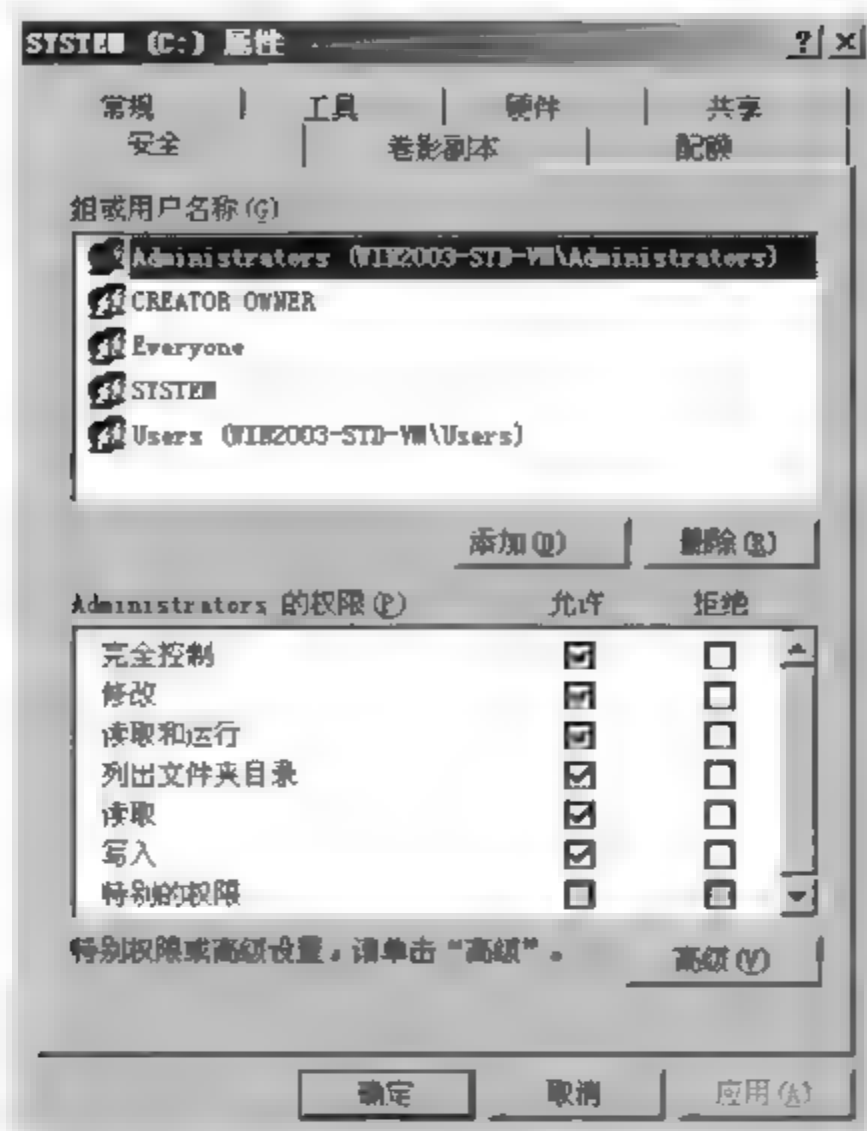 SYSTEM (C:) 属性
常规 工具 硬件 共享
安全 卷影副本 配额
组或用户名称(G)
Administrators (WIN2003-STD-VM\Administrators)
CREATOR OWNER
Everyone
SYSTEM
Users (WIN2003-STD-VM\Users)
添加(D) 删除(R)
Administrators 的权限(P) 允许 拒绝
完全控制
修改
读取和运行
列出文件夹目录
读取
写入
特别的权限
特别权限或高级设置，请单击“高级”。
高级(V)
确定 取消 应用(A)